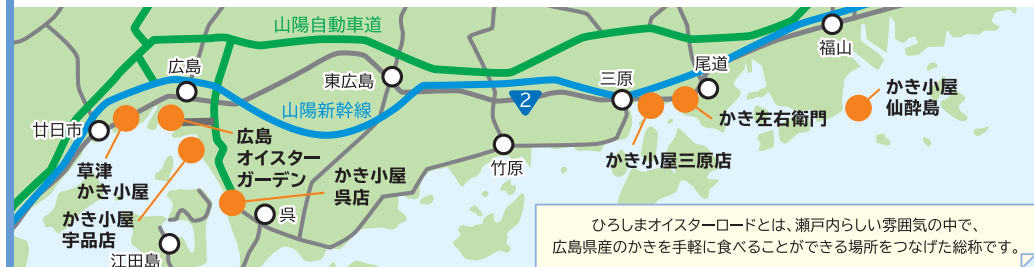 山陽自動車道
福山
広島
東広島
三原
尾道
山陽新幹線
2
かき小屋
仙酔島
廿日市
かき左右衛門
広島
オイスター
ガーデン
竹原
かき小屋三原店
草津
かき小屋
かき小屋
呉店
かき小屋
宇品店
呉
江田島
ひろしまオイスターロードとは、瀬戸内らしい雰囲気の中で、
広島県産のかきを手軽に食べることができる場所をつなげた総称です。